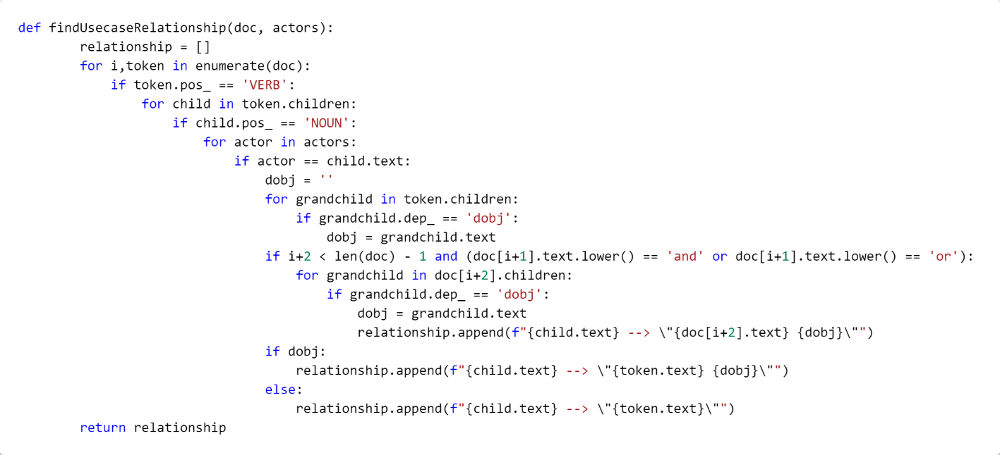 def findUsecaseRelationship(doc, actors):
        relationship = []
        for i,token in enumerate(doc):
            if token.pos_ == 'VERB':
                for child in token.children:
                    if child.pos_ == 'NOUN':
                        for actor in actors:
                            if actor == child.text:
                                dobj = ''
                                for grandchild in token.children:
                                    if grandchild.dep_ == 'dobj':
                                        dobj = grandchild.text
                                if i+2 < len(doc) - 1 and (doc[i+1].text.lower() == 'and' or doc[i+1].text.lower() == 'or'):
                                    for grandchild in doc[i+2].children:
                                        if grandchild.dep_ == 'dobj':
                                            dobj = grandchild.text
                                            relationship.append(f"{child.text} --> \"{doc[i+2].text} {dobj}\"")
                                if dobj:
                                    relationship.append(f"{child.text} --> \"{token.text} {dobj}\"")
                                else:
                                    relationship.append(f"{child.text} --> \"{token.text}\"")
        return relationship